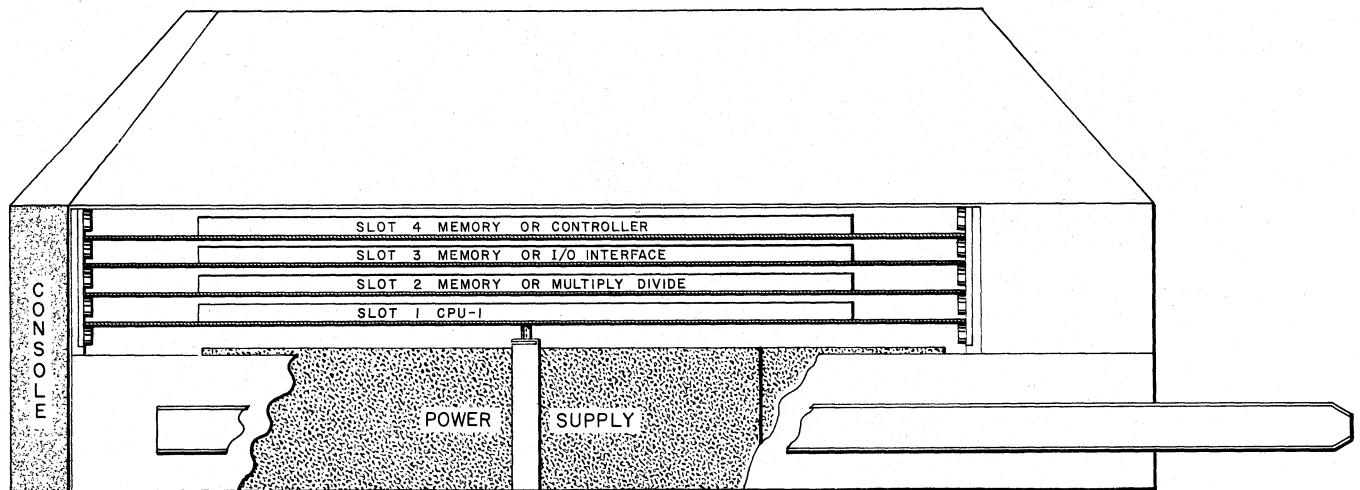 SLOT 4 MEMORY OR CONTROLLER
SLOT 3 MEMORY OR I/O INTERFACE
SLOT 2 MEMORY OR MULTIPLY DIVIDE
SLOT 1 CPU-1
CONSOLE
POWER SUPPLY